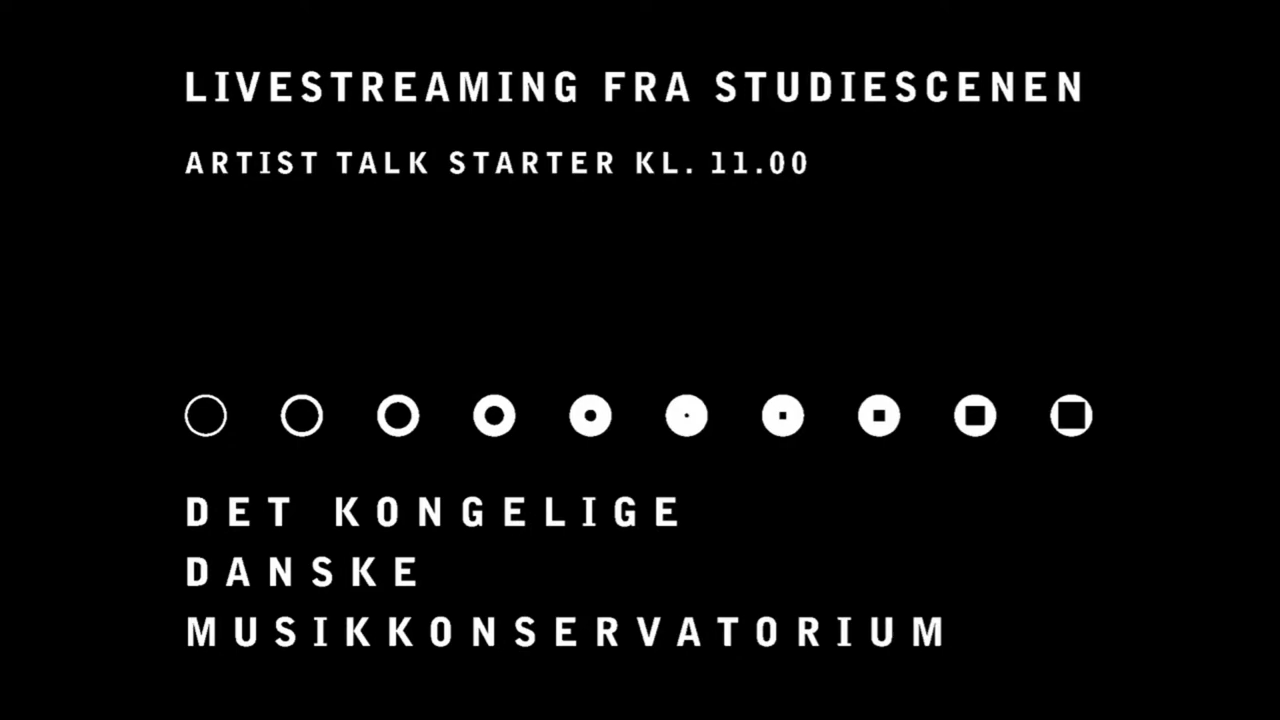 LIVESTREAMING FRA STUDIESCENEN
ARTIST TALK STARTER KL. 11.00
DET KONGELIGE
DANSKE
MUSIKKONSERVATORIUM